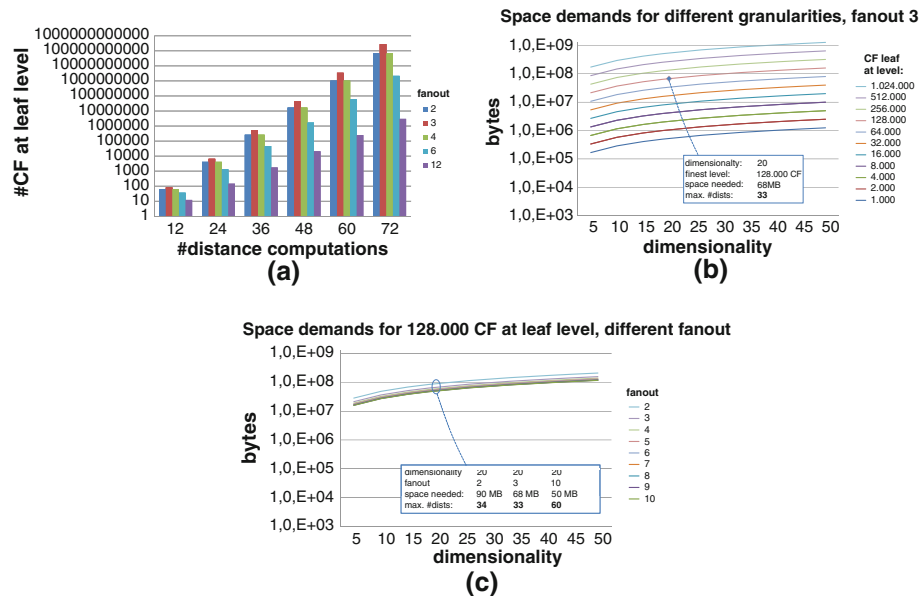 1000000000000
100000000000
10000000000
1000000000
100000000
10000000
1000000
100000
10000
1000
100
10
1
#CF at leaf level
12 24 36 48 60 72
#distance computations
fanout
2
3
4
6
12
(a)
Space demands for different granularities, fanout 3
1,0,E+09
1,0,E+08
1,0,E+07
1,0,E+06
1,0,E+05
1,0,E+04
1,0,E+03
bytes
dimensionalty: 20
finest level: 128.000 CF
space needed: 68MB
max. #dists: 33
5 10 15 20 25 30 35 40 45 50
dimensionality
CF leaf
at level:
1.024.000
512.000
256.000
128.000
64.000
32.000
16.000
8.000
4.000
2.000
1.000
(b)
Space demands for 128.000 CF at leaf level, different fanout
1,0,E+09
1,0,E+08
1,0,E+07
1,0,E+06
1,0,E+05
1,0,E+04
1,0,E+03
bytes
dimensionality 20 20 20
fanout 2 3 10
space needed: 90 MB 68 MB 50 MB
max. #dists: 34 33 60
5 10 15 20 25 30 35 40 45 50
dimensionality
fanout
2
3
4
5
6
7
8
9
10
(c)